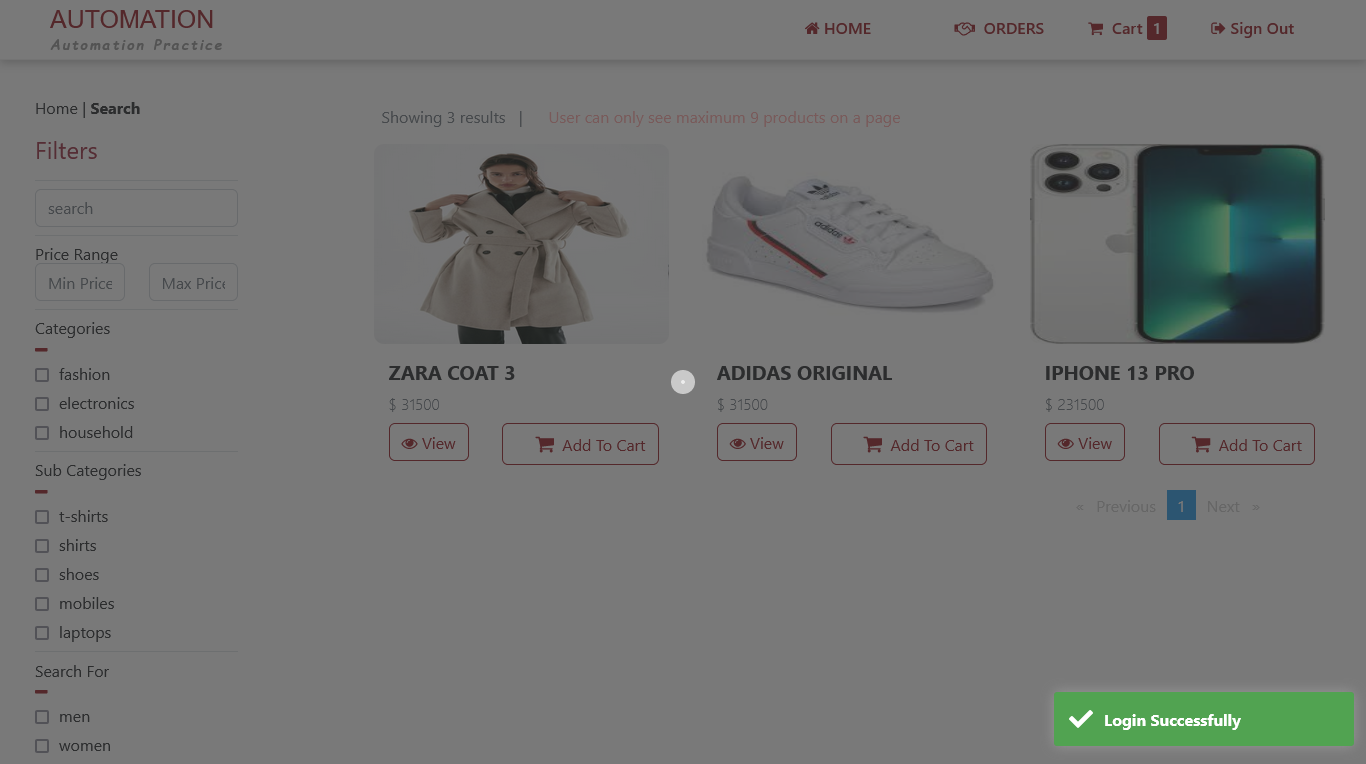 AUTOMATION
Automation Practice
HOME
ORDERS
Cart 1
Sign Out
Home | Search
Showing 3 results |
User can only see maximum 9 products on a page
Filters
search
Price Range
Min Price
Max Price
Categories
fashion
electronics
household
Sub Categories
t-shirts
shirts
shoes
mobiles
laptops
Search For
men
women
adidas
ZARA COAT 3
$ 31500
View
Add To Cart
ADIDAS ORIGINAL
$ 31500
View
Add To Cart
IPHONE 13 PRO
$ 231500
View
Add To Cart
« Previous 1 Next »
Login Successfully